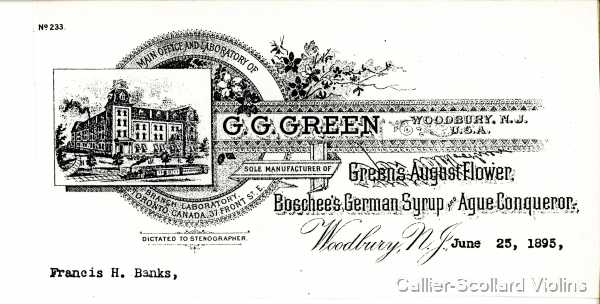 Nº 233.
MAIN OFFICE AND LABORATORY OF
G.G. GREEN
WOODBURY, N.J.
U.S.A.
SOLE MANUFACTURER OF
Green's August Flower,
Boschee's German Syrup and Ague Conqueror,
BRANCH LABORATORY,
TORONTO, CANADA, 37 FRONT ST. E.
DICTATED TO STENOGRAPHER.
Woodbury, N.J. June 25, 1895,
Francis H. Banks,
Callier-Scollard Violins